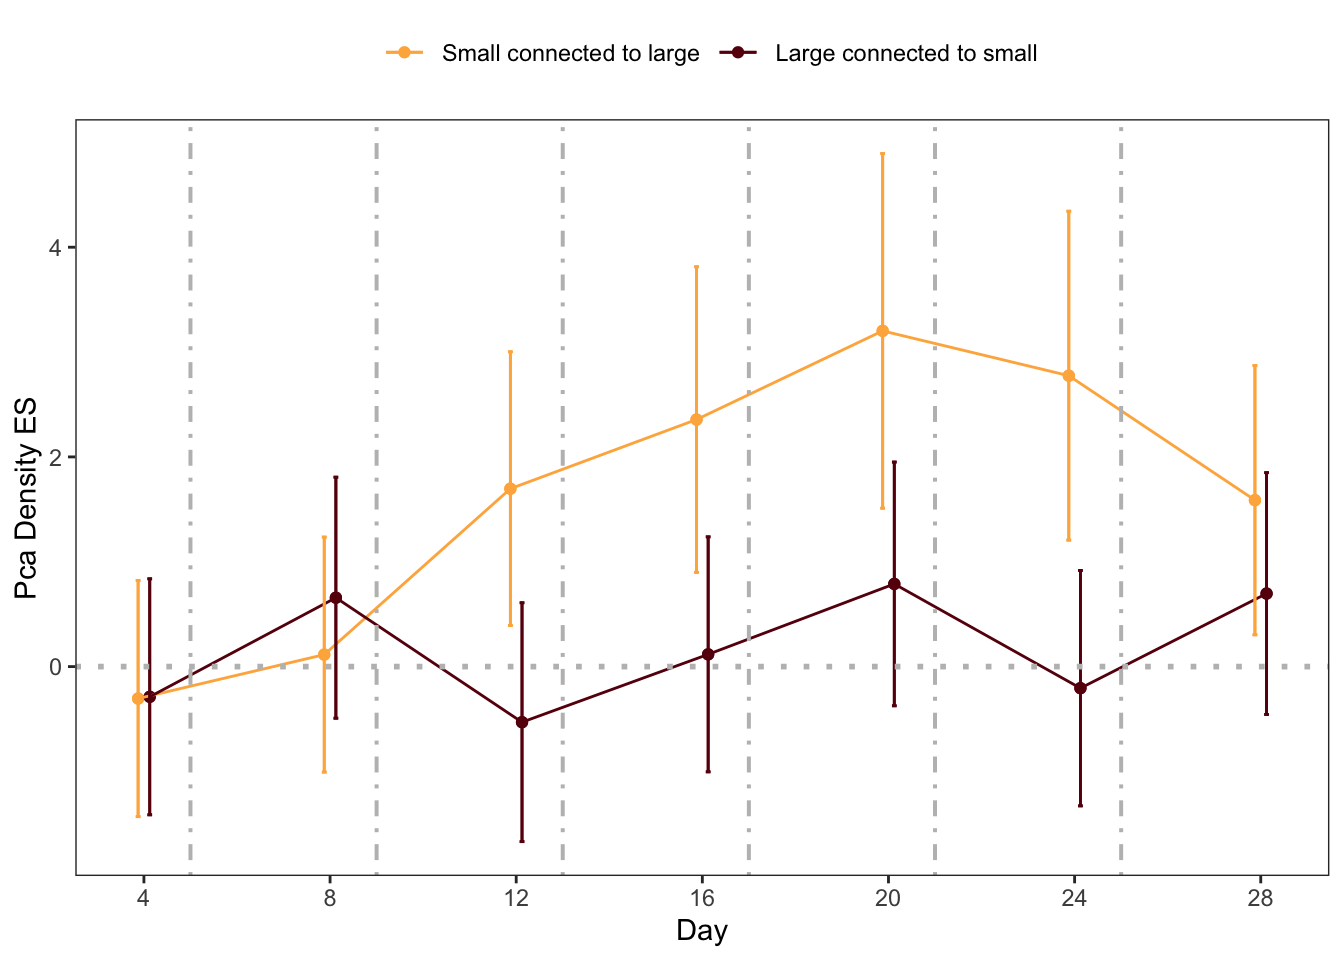 Small connected to large Large connected to small
Pca Density ES
4
2
0
4 8 12 16 20 24 28
Day